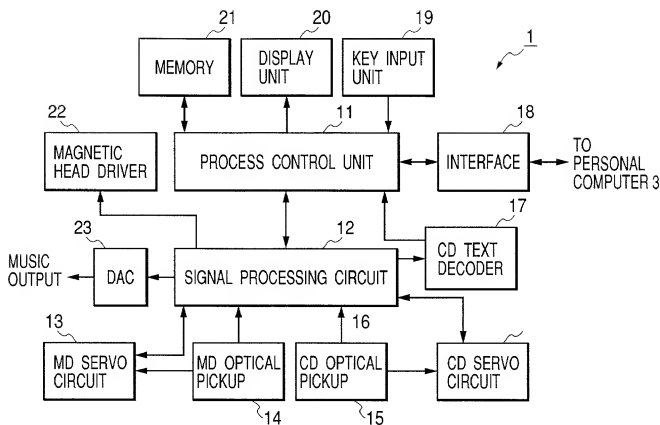 21
20
19
1
MEMORY
DISPLAY
UNIT
KEY INPUT
UNIT
22
11
18
MAGNETIC
HEAD DRIVER
PROCESS CONTROL UNIT
INTERFACE
TO
PERSONAL
COMPUTER 3
17
23
12
CD TEXT
DECODER
MUSIC
OUTPUT
DAC
SIGNAL PROCESSING CIRCUIT
13
16
MD SERVO
CIRCUIT
MD OPTICAL
PICKUP
CD OPTICAL
PICKUP
CD SERVO
CIRCUIT
14
15